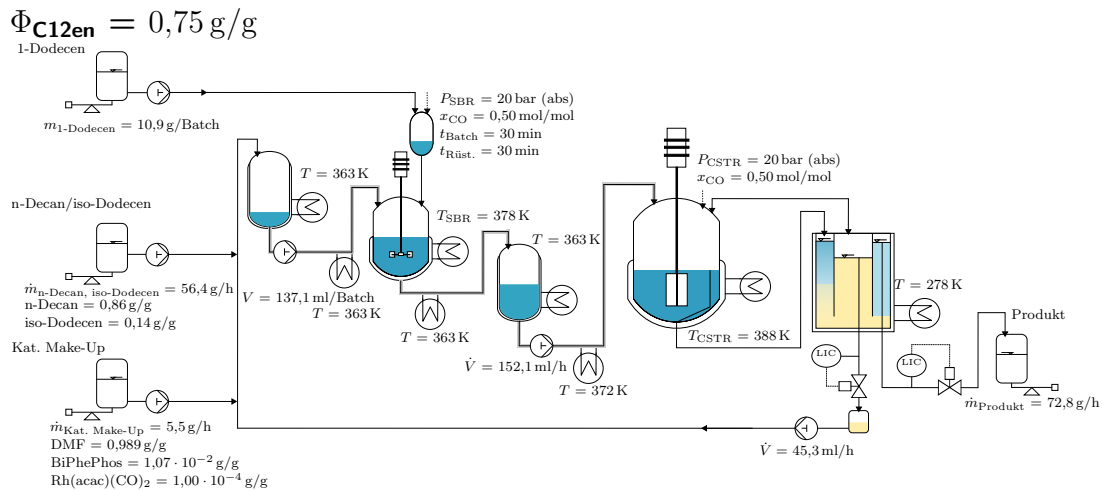 Φ_C12en = 0,75 g/g
1-Dodecen
m_1-Dodecen = 10,9 g/Batch
P_SBR = 20 bar (abs)
x_CO = 0,50 mol/mol
t_Batch = 30 min
t_Rüst. = 30 min
P_CSTR = 20 bar (abs)
x_CO = 0,50 mol/mol
T = 363 K
n-Decan/iso-Dodecen
T_SBR = 378 K
T = 363 K
ṁ_n-Decan, iso-Dodecen = 56,4 g/h
n-Decan = 0,86 g/g
iso-Dodecen = 0,14 g/g
V = 137,1 ml/Batch
T = 363 K
T = 363 K
T = 278 K
Produkt
T_CSTR = 388 K
Kat. Make-Up
V̇ = 152,1 ml/h
T = 372 K
LIC
LIC
ṁ_Produkt = 72,8 g/h
ṁ_Kat. Make-Up = 5,5 g/h
DMF = 0,989 g/g
BiPhePhos = 1,07 · 10⁻² g/g
Rh(acac)(CO)₂ = 1,00 · 10⁻⁴ g/g
V̇ = 45,3 ml/h